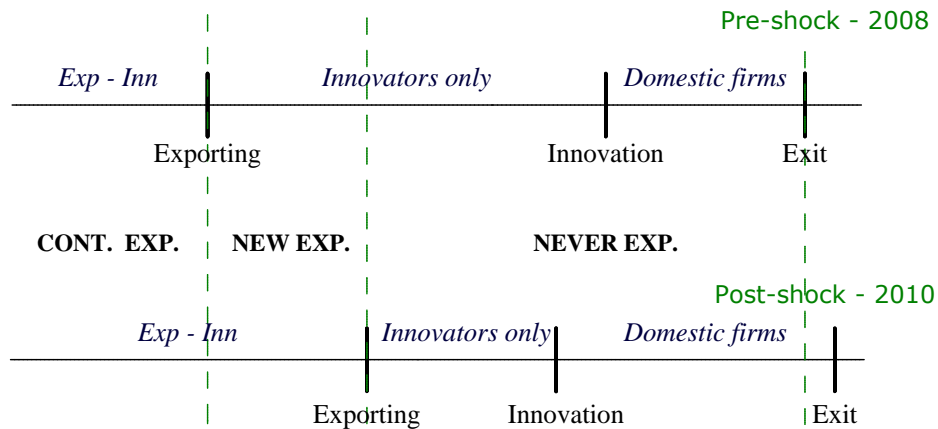 Pre-shock - 2008
Exp - Inn Innovators only Domestic firms
Exporting Innovation Exit
CONT. EXP. NEW EXP. NEVER EXP.
Post-shock - 2010
Exp - Inn Innovators only Domestic firms
Exporting Innovation Exit